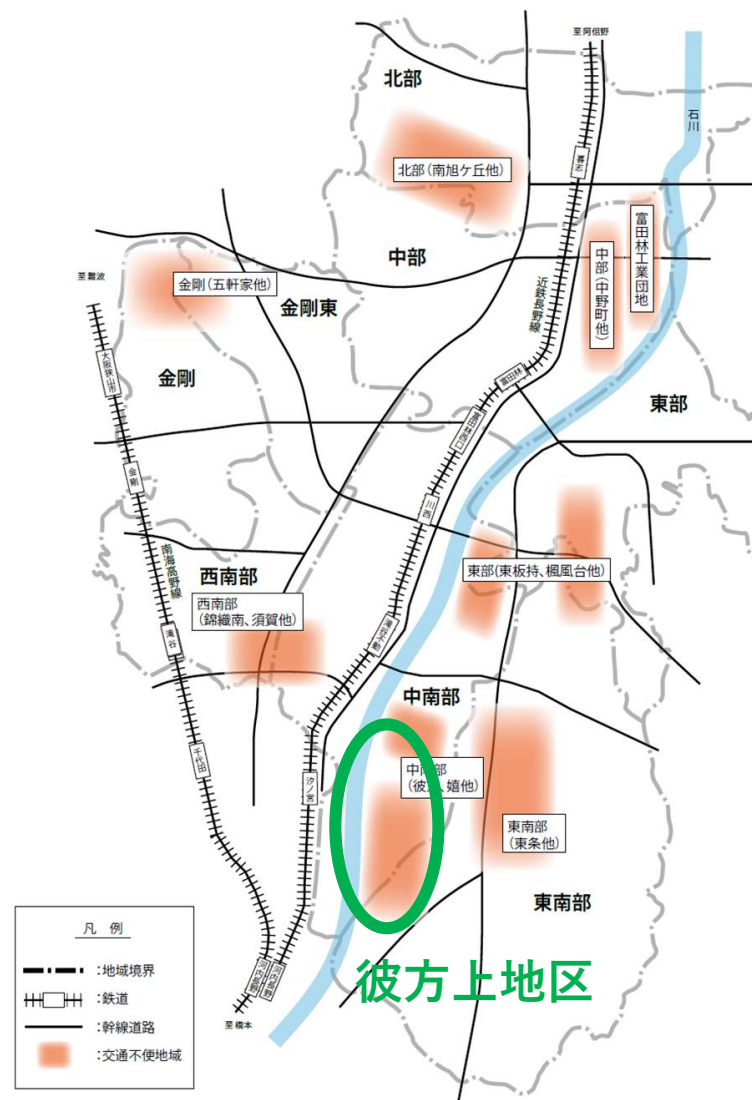 至阿倍野
北部
石川
喜志
北部(南旭ケ丘他)
富田林工業団地
中部(中野町他)
中部
至難波
金剛(五軒家他)
金剛東
近鉄長野線
大阪狭山市
金剛
富田林
東部
富田林西口
金剛
川西
南海高野線
西南部
東部(東板持、楓風台他)
西南部
(錦織南、須賀他)
滝谷不動
滝谷
中南部
千代田
汐ノ宮
中南部
(彼方、嬉他)
東南部
(東条他)
東南部
凡 例
:地域境界
:鉄道
:幹線道路
:交通不便地域
河内長野
河内長野
至橋本
彼方上地区